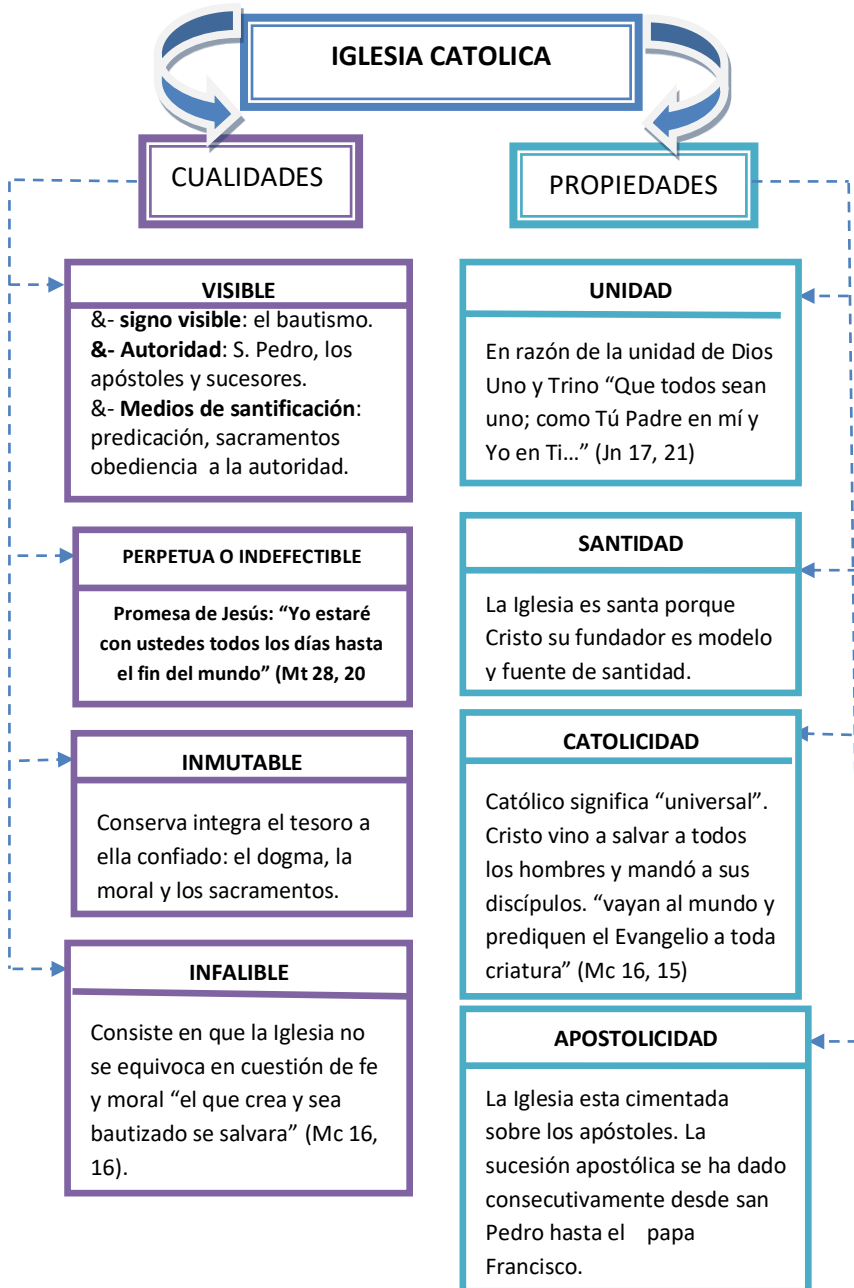 IGLESIA CATOLICA
CUALIDADES
VISIBLE
&- signo visible: el bautismo.
&- Autoridad: S. Pedro, los
apóstoles y sucesores.
&- Medios de santificación:
predicación, sacramentos
obediencia  a la autoridad.
PERPETUA O INDEFECTIBLE
Promesa de Jesús: “Yo estaré
con ustedes todos los días hasta
el fin del mundo” (Mt 28, 20
INMUTABLE
Conserva integra el tesoro a
ella confiado: el dogma, la
moral y los sacramentos.
INFALIBLE
Consiste en que la Iglesia no
se equivoca en cuestión de fe
y moral “el que crea y sea
bautizado se salvara” (Mc 16,
16).
PROPIEDADES
UNIDAD
En razón de la unidad de Dios
Uno y Trino “Que todos sean
uno; como Tú Padre en mí y
Yo en Ti…” (Jn 17, 21)
SANTIDAD
La Iglesia es santa porque
Cristo su fundador es modelo
y fuente de santidad.
CATOLICIDAD
Católico significa “universal”.
Cristo vino a salvar a todos
los hombres y mandó a sus
discípulos. “vayan al mundo y
prediquen el Evangelio a toda
criatura” (Mc 16, 15)
APOSTOLICIDAD
La Iglesia esta cimentada
sobre los apóstoles. La
sucesión apostólica se ha dado
consecutivamente desde san
Pedro hasta el   papa
Francisco.